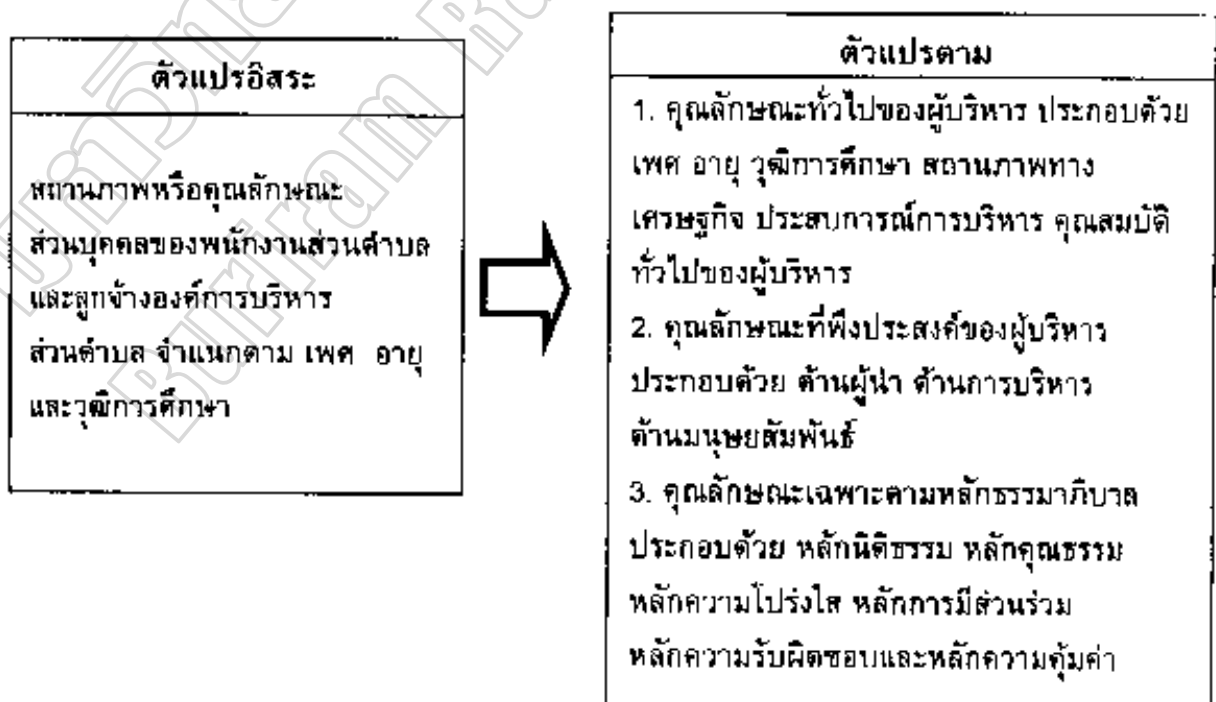 ตัวแปรอิสระ
สถานภาพหรือคุณลักษณะ
ส่วนบุคคลของพนักงานส่วนตำบล
และลูกจ้างองค์การบริหาร
ส่วนตำบล จำแนกตาม เพศ อายุ
และวุฒิการศึกษา
ตัวแปรตาม
1. คุณลักษณะทั่วไปของผู้บริหาร ประกอบด้วย
เพศ อายุ วุฒิการศึกษา สถานภาพทาง
เศรษฐกิจ ประสบการณ์การบริหาร คุณสมบัติ
ทั่วไปของผู้บริหาร
2. คุณลักษณะที่พึงประสงค์ของผู้บริหาร
ประกอบด้วย ด้านผู้นำ ด้านการบริหาร
ด้านมนุษยสัมพันธ์
3. คุณลักษณะเฉพาะตามหลักธรรมาภิบาล
ประกอบด้วย หลักนิติธรรม หลักคุณธรรม
หลักความโปร่งใส หลักการมีส่วนร่วม
หลักความรับผิดชอบและหลักความคุ้มค่า
Buriram